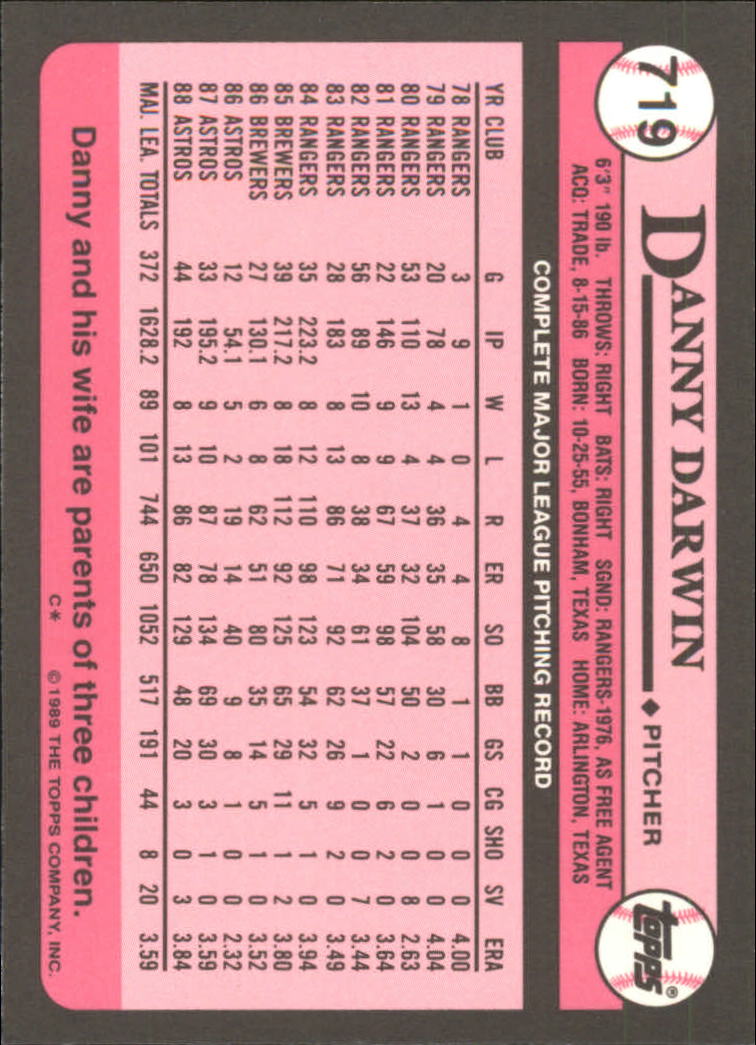 719
DANNY DARWIN ◆ PITCHER
topps®
6'3" 190 lb. THROWS: RIGHT BATS: RIGHT SGND: RANGERS-1976, AS FREE AGENT
ACQ: TRADE, 8-15-86 BORN: 10-25-55, BONHAM, TEXAS HOME: ARLINGTON, TEXAS
COMPLETE MAJOR LEAGUE PITCHING RECORD
YR CLUB G IP W L R ER SO BB GS CG SHO SV ERA
78 RANGERS 3 9 1 0 4 4 8 1 1 0 0 0 4.00
79 RANGERS 20 78 4 4 36 35 58 30 6 1 0 0 4.04
80 RANGERS 53 110 13 4 37 32 104 50 2 0 0 8 2.63
81 RANGERS 22 146 9 9 67 59 98 57 22 6 2 0 3.64
82 RANGERS 56 89 10 8 38 34 61 37 1 0 0 7 3.44
83 RANGERS 28 183 8 13 86 71 92 62 26 9 2 0 3.49
84 RANGERS 35 223.2 8 12 110 98 123 54 32 5 1 0 3.94
85 BREWERS 39 217.2 8 18 112 92 125 65 29 11 1 2 3.80
86 BREWERS 27 130.1 6 8 62 51 80 35 14 5 1 0 3.52
86 ASTROS 12 54.1 5 2 19 14 40 9 8 1 0 0 2.32
87 ASTROS 33 195.2 9 10 87 78 134 69 30 3 1 0 3.59
88 ASTROS 44 192 8 13 86 82 129 48 20 3 0 3 3.84
MAJ. LEA. TOTALS 372 1628.2 89 101 744 650 1052 517 191 44 8 20 3.59
Danny and his wife are parents of three children.
C* © 1989 THE TOPPS COMPANY, INC.